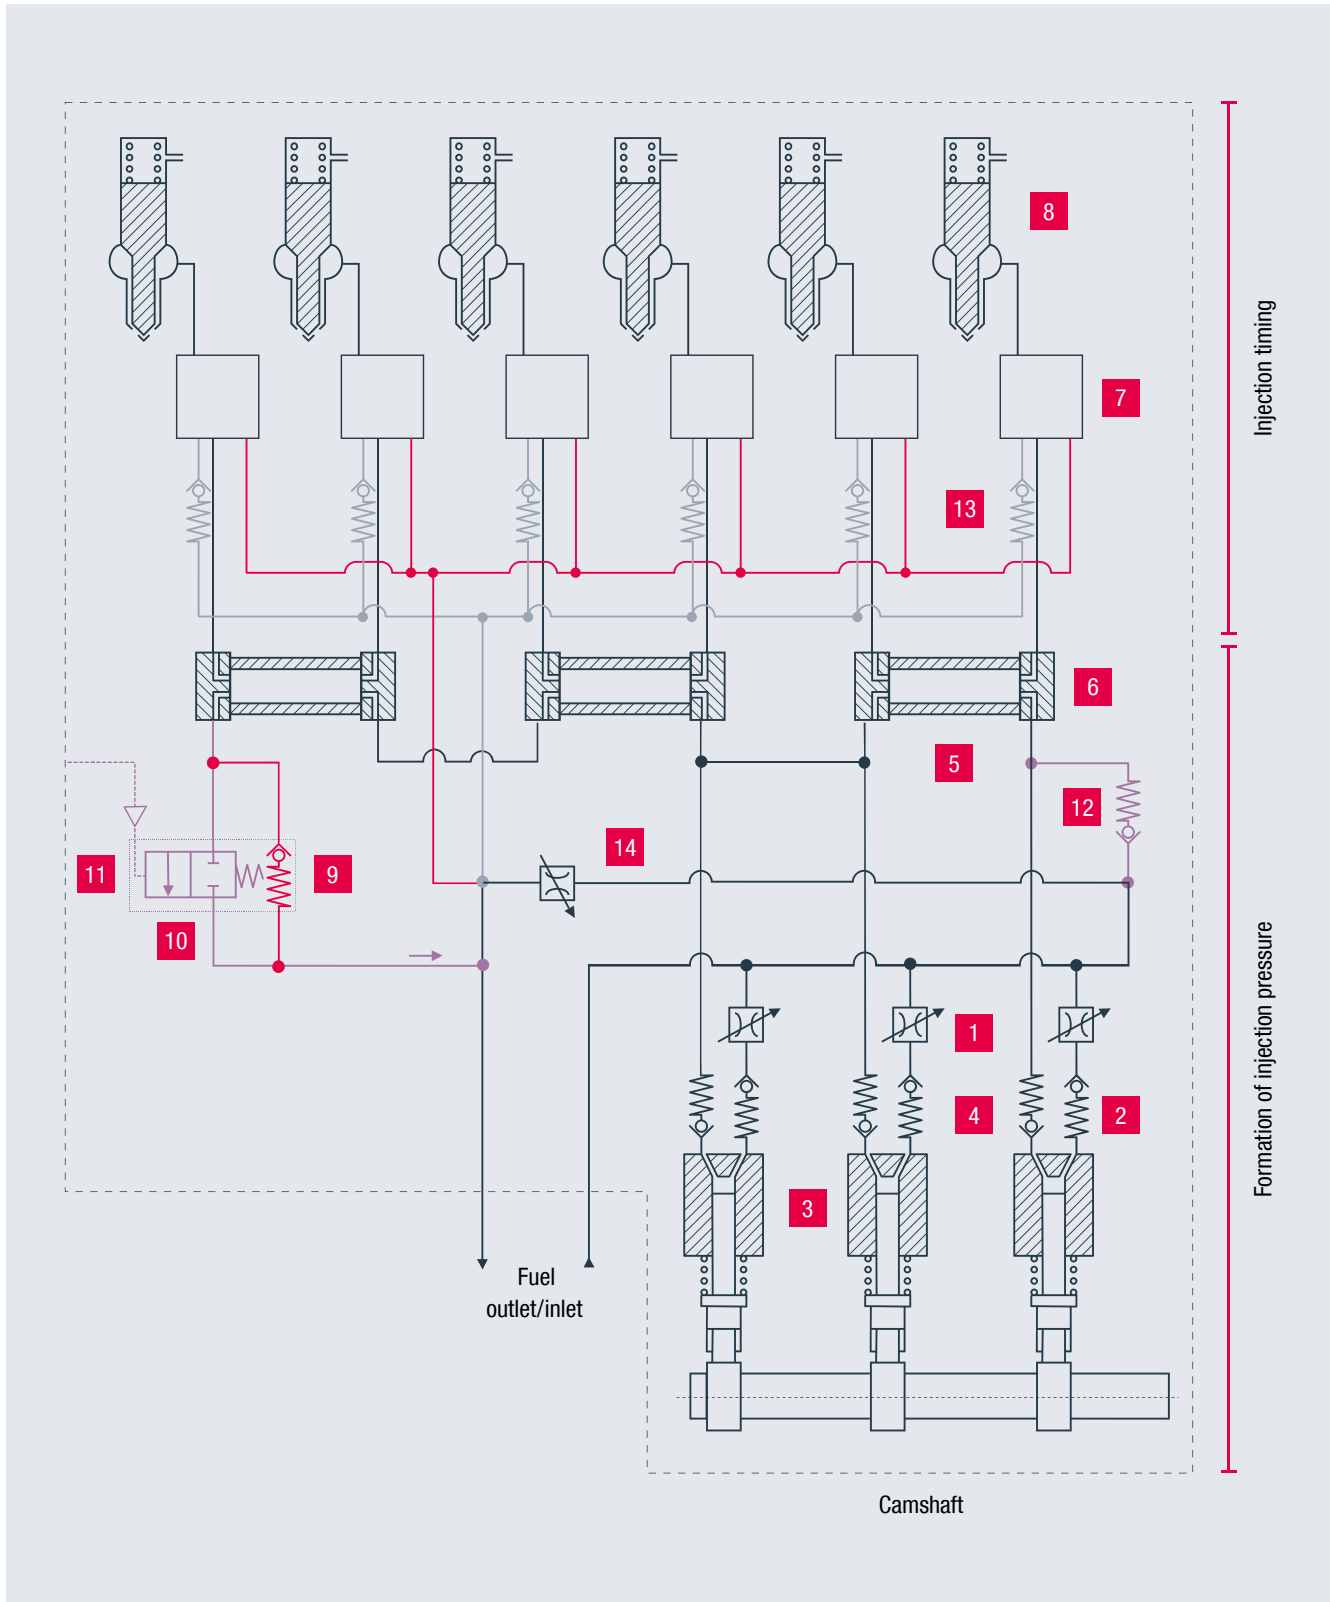 8
Injection timing
7
13
6
5
12
14
11
9
10
1
4
2
Formation of injection pressure
3
Fuel
outlet/inlet
Camshaft